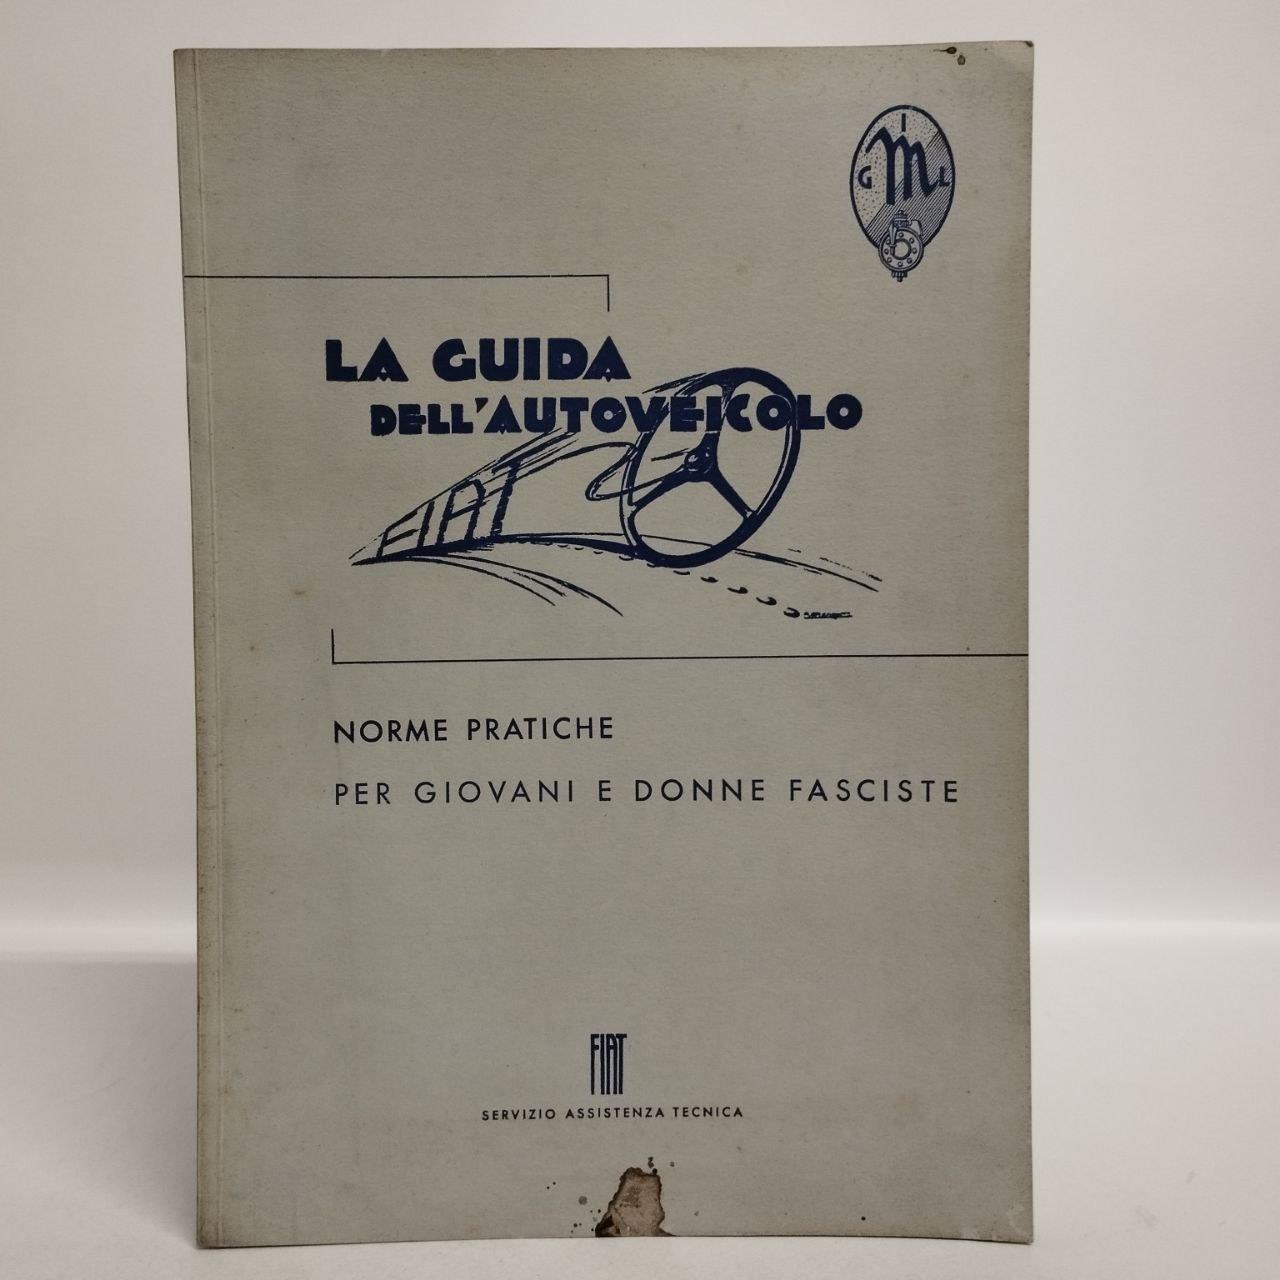 G I L
M
LA GUIDA
DELL'AUTOVEICOLO
FIAT
NORME PRATICHE
PER GIOVANI E DONNE FASCISTE
FIAT
SERVIZIO ASSISTENZA TECNICA